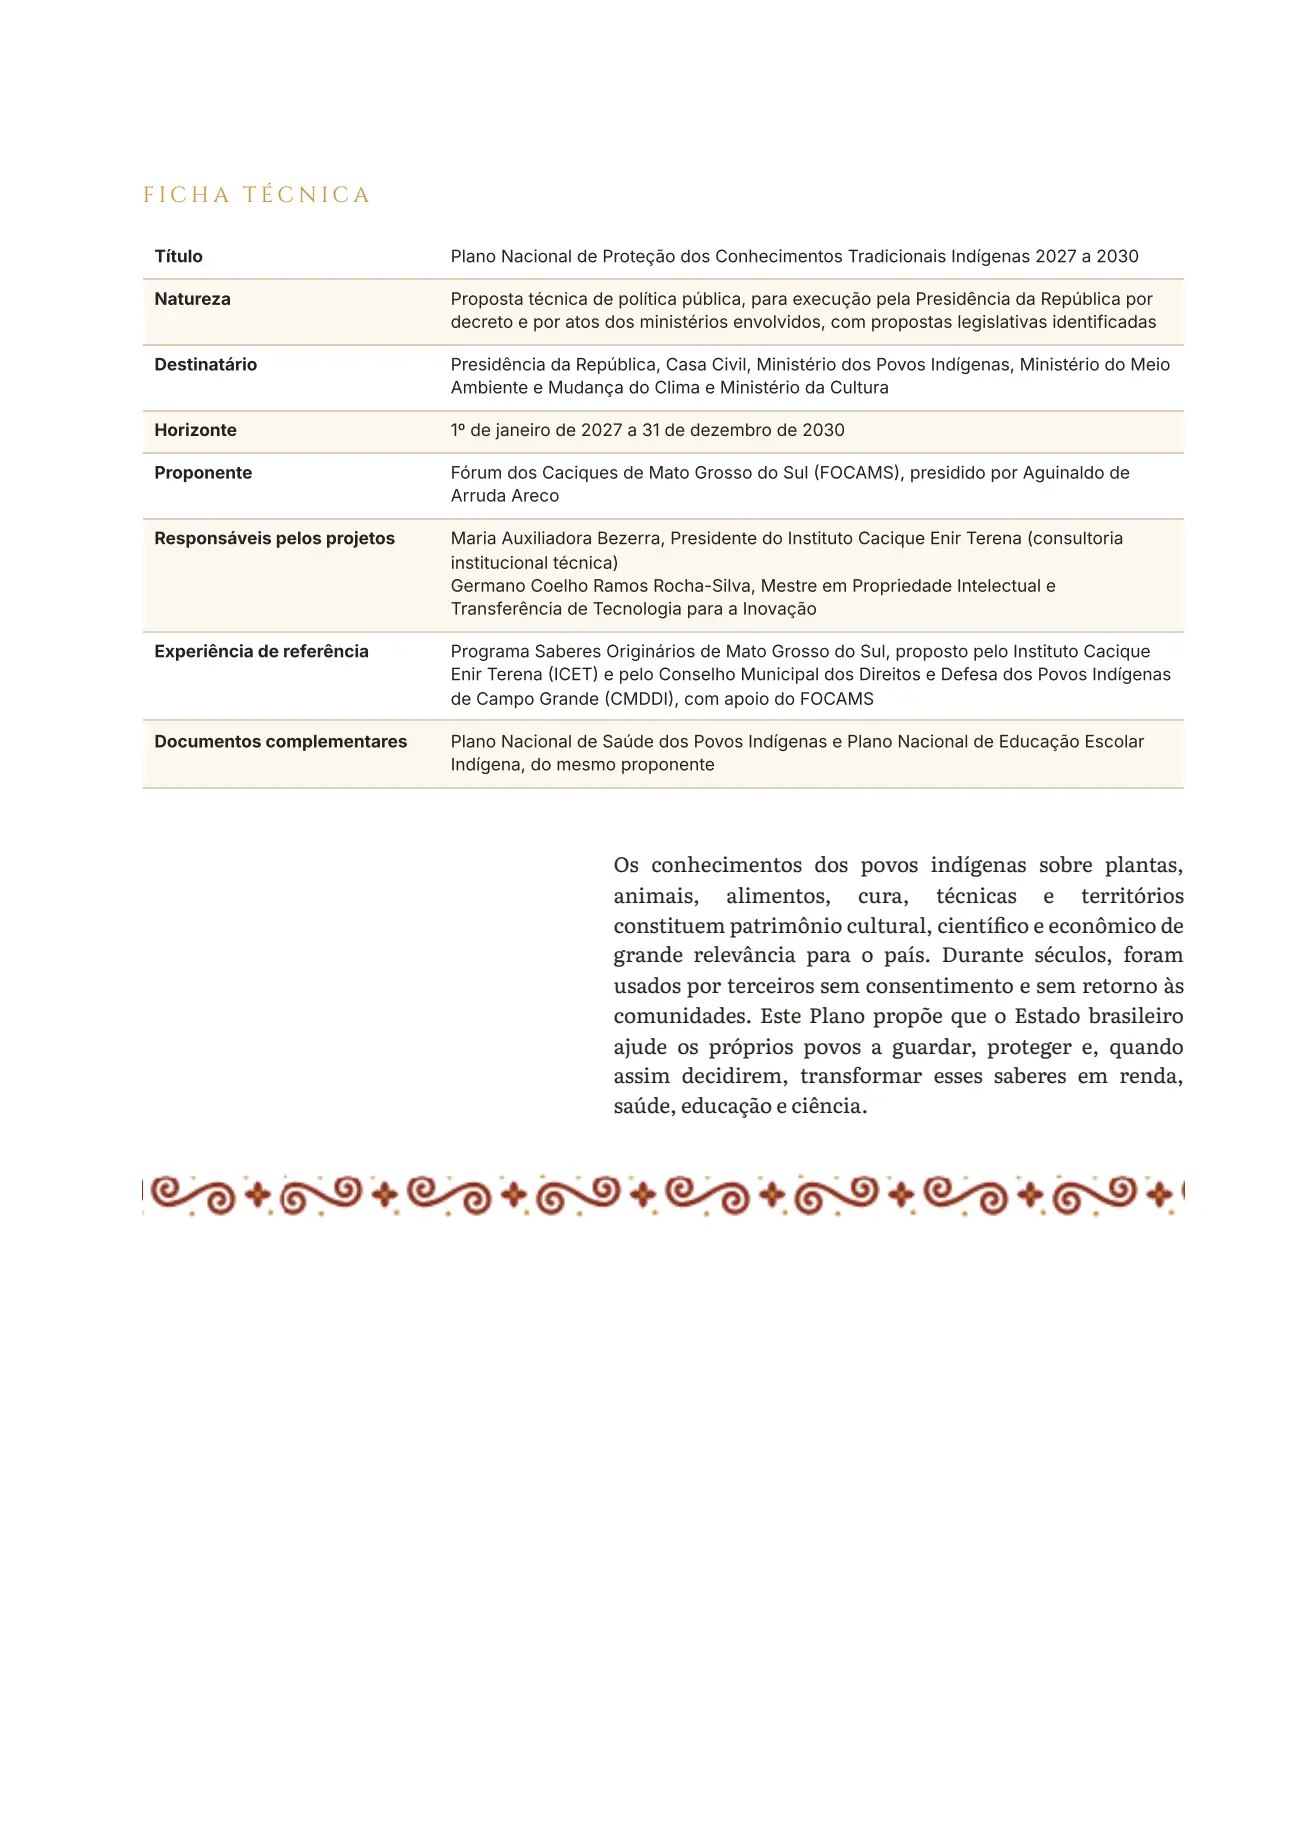 FICHA TÉCNICA
Título
Plano Nacional de Proteção dos Conhecimentos Tradicionais Indígenas 2027 a 2030
Natureza
Proposta técnica de política pública, para execução pela Presidência da República por
decreto e por atos dos ministérios envolvidos, com propostas legislativas identificadas
Destinatário
Presidência da República, Casa Civil, Ministério dos Povos Indígenas, Ministério do Meio
Ambiente e Mudança do Clima e Ministério da Cultura
Horizonte
1º de janeiro de 2027 a 31 de dezembro de 2030
Proponente
Fórum dos Caciques de Mato Grosso do Sul (FOCAMS), presidido por Aguinaldo de
Arruda Areco
Responsáveis pelos projetos
Maria Auxiliadora Bezerra, Presidente do Instituto Cacique Enir Terena (consultoria
institucional técnica)
Germano Coelho Ramos Rocha-Silva, Mestre em Propriedade Intelectual e
Transferência de Tecnologia para a Inovação
Experiência de referência
Programa Saberes Originários de Mato Grosso do Sul, proposto pelo Instituto Cacique
Enir Terena (ICET) e pelo Conselho Municipal dos Direitos e Defesa dos Povos Indígenas
de Campo Grande (CMDDI), com apoio do FOCAMS
Documentos complementares
Plano Nacional de Saúde dos Povos Indígenas e Plano Nacional de Educação Escolar
Indígena, do mesmo proponente
Os conhecimentos dos povos indígenas sobre plantas,
animais, alimentos, cura, técnicas e territórios
constituem patrimônio cultural, científico e econômico de
grande relevância para o país. Durante séculos, foram
usados por terceiros sem consentimento e sem retorno às
comunidades. Este Plano propõe que o Estado brasileiro
ajude os próprios povos a guardar, proteger e, quando
assim decidirem, transformar esses saberes em renda,
saúde, educação e ciência.